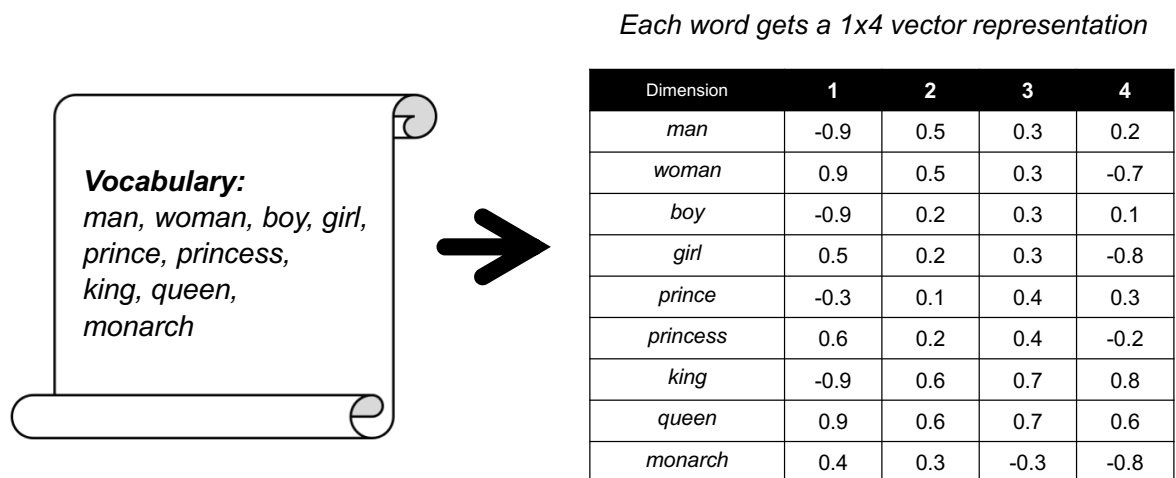 Each word gets a 1x4 vector representation
Vocabulary:
man, woman, boy, girl,
prince, princess,
king, queen,
monarch
Dimension 1 2 3 4
man -0.9 0.5 0.3 0.2
woman 0.9 0.5 0.3 -0.7
boy -0.9 0.2 0.3 0.1
girl 0.5 0.2 0.3 -0.8
prince -0.3 0.1 0.4 0.3
princess 0.6 0.2 0.4 -0.2
king -0.9 0.6 0.7 0.8
queen 0.9 0.6 0.7 0.6
monarch 0.4 0.3 -0.3 -0.8